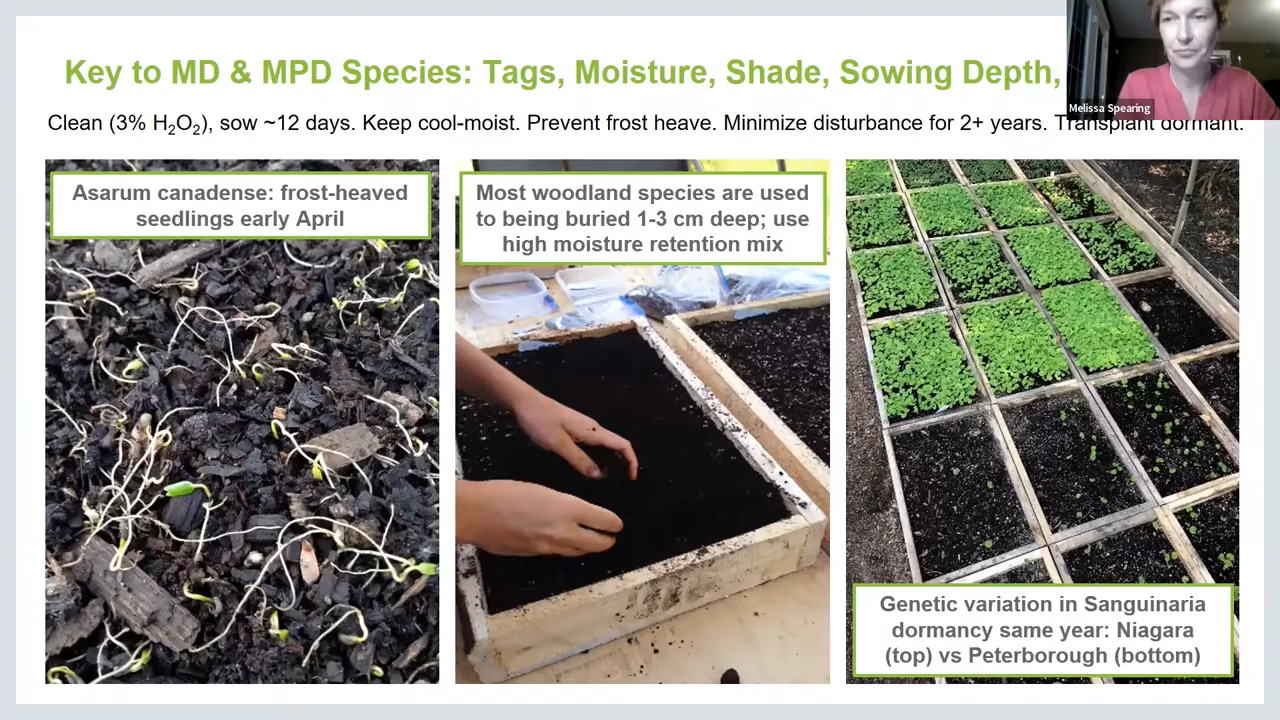 Key to MD & MPD Species: Tags, Moisture, Shade, Sowing Depth,
Melissa Spearing
Clean (3% H₂O₂), sow ~12 days. Keep cool-moist. Prevent frost heave. Minimize disturbance for 2+ years. Transplant dormant.
Asarum canadense: frost-heaved
seedlings early April
Most woodland species are used
to being buried 1-3 cm deep; use
high moisture retention mix
Genetic variation in Sanguinaria
dormancy same year: Niagara
(top) vs Peterborough (bottom)